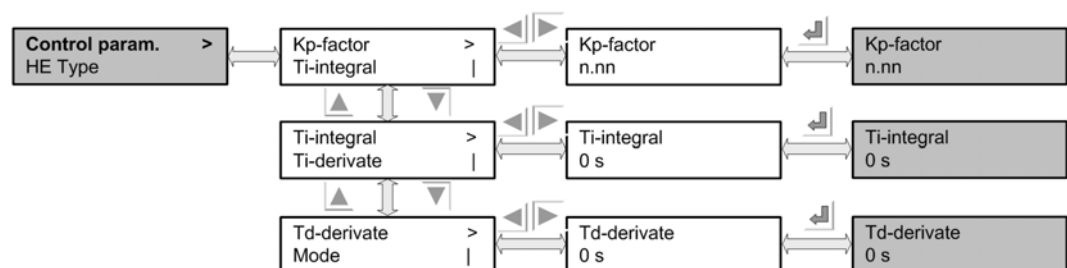 Control param. >
HE Type
Kp-factor >
Ti-integral |
Kp-factor
n.nn
Kp-factor
n.nn
Ti-integral >
Ti-derivate |
Ti-integral
0 s
Ti-integral
0 s
Td-derivate >
Mode |
Td-derivate
0 s
Td-derivate
0 s